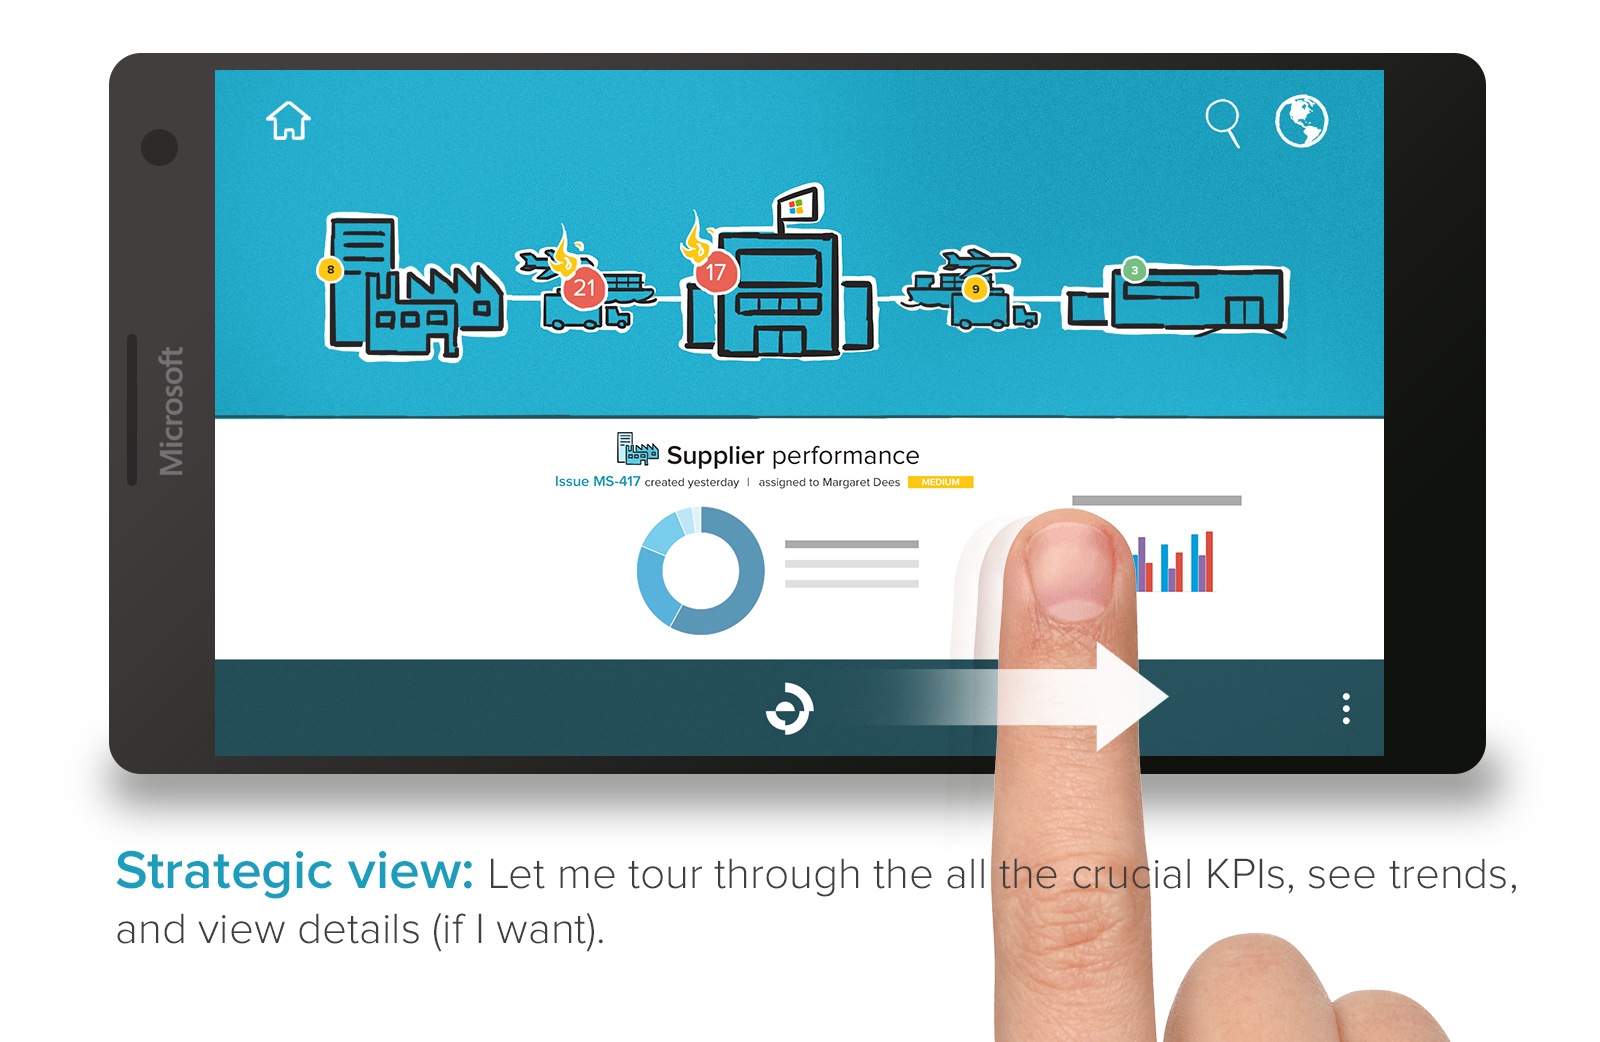 8
21
17
9
3
Microsoft
Supplier performance
Issue MS-417 created yesterday | assigned to Margaret Dees MEDIUM
Strategic view: Let me tour through the all the crucial KPIs, see trends,
and view details (if I want).